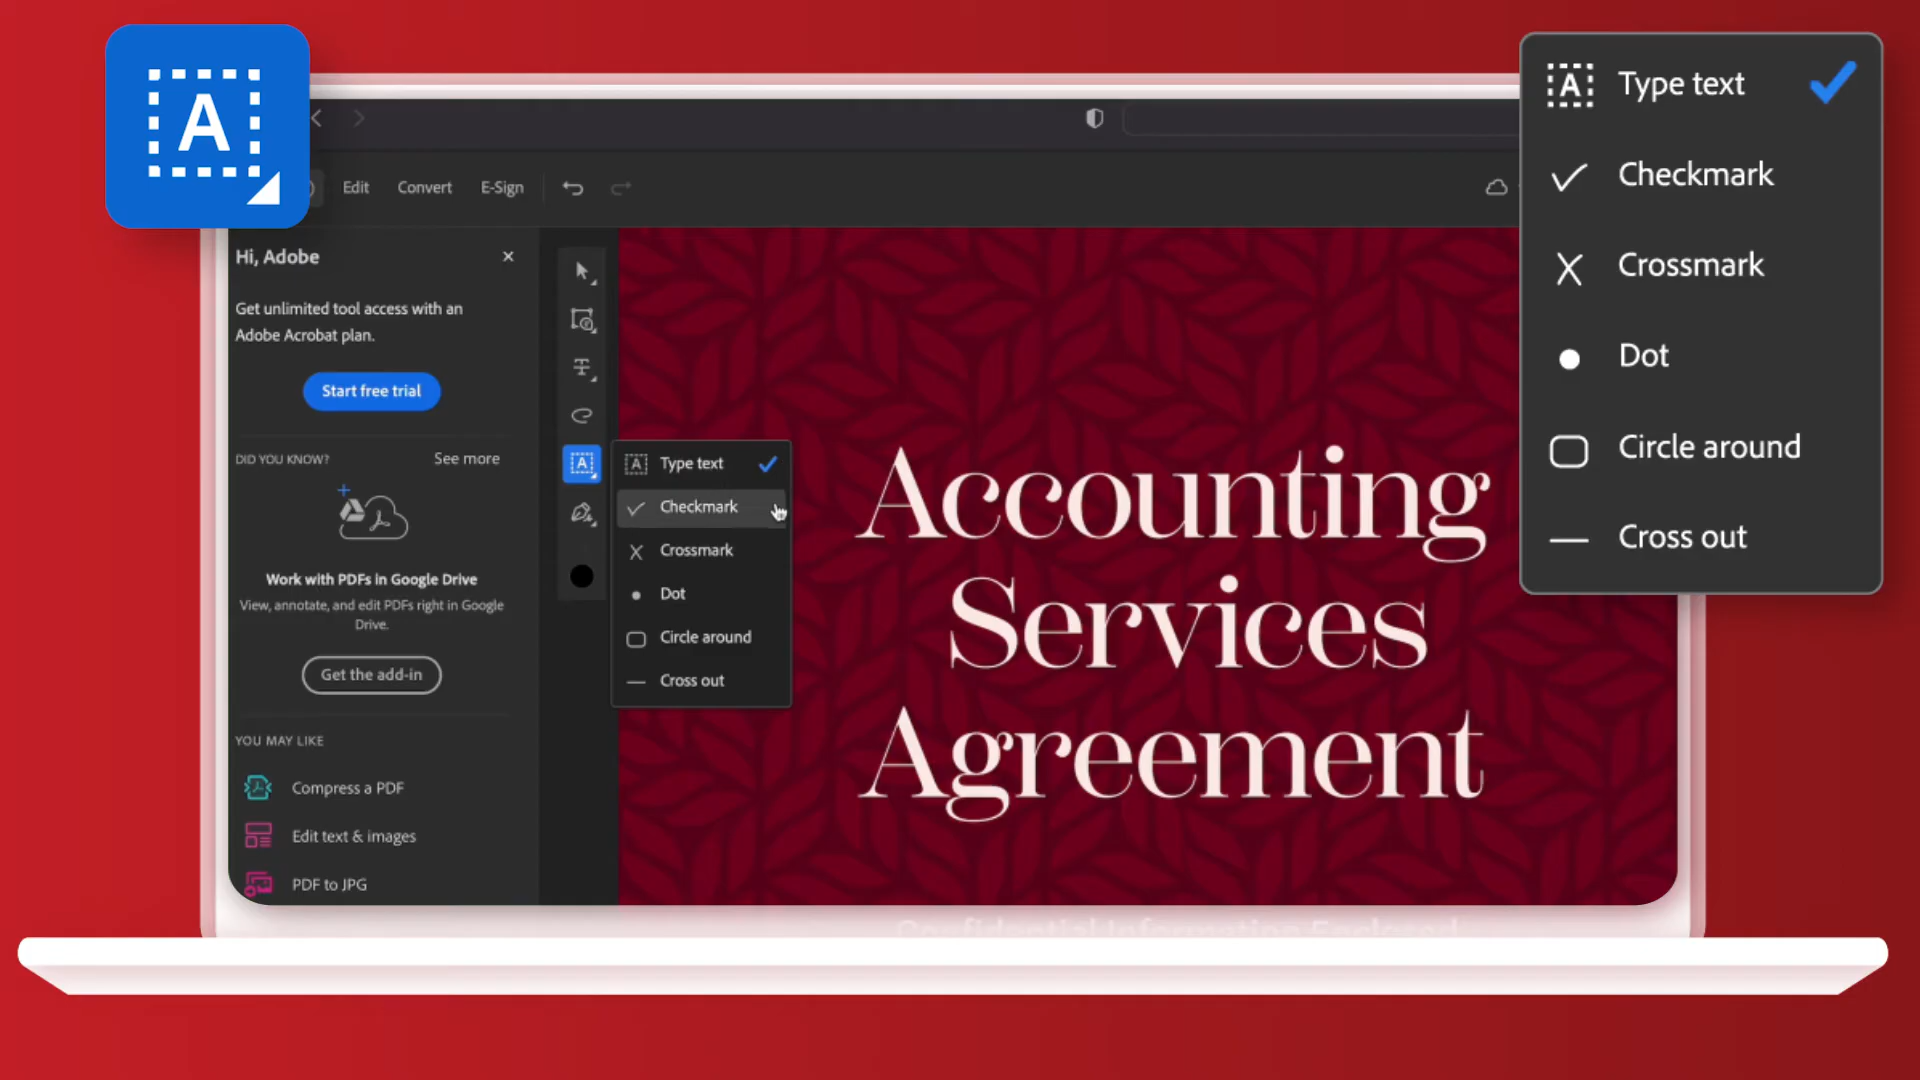 A
Edit Convert E-Sign
Hi, Adobe
Get unlimited tool access with an
Adobe Acrobat plan.
Start free trial
DID YOU KNOW? See more
Work with PDFs in Google Drive
View, annotate, and edit PDFs right in Google
Drive.
Get the add-in
YOU MAY LIKE
Compress a PDF
Edit text & images
PDF to JPG
A
A Type text
Checkmark
Crossmark
Dot
Circle around
Cross out
Accounting
Services
Agreement
Confidential Information Enclosed
A Type text
Checkmark
Crossmark
Dot
Circle around
Cross out